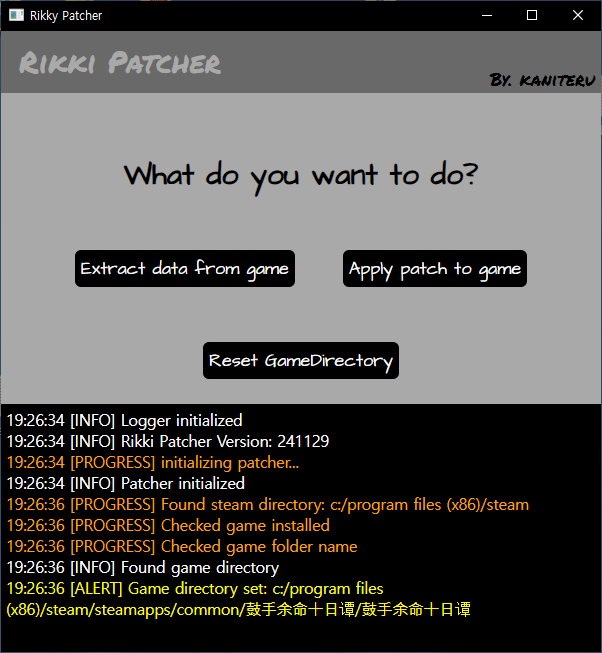 Rikky Patcher
Rikki Patcher
By. kaniteru
What do you want to do?
Extract data from game
Apply patch to game
Reset GameDirectory
19:26:34 [INFO] Logger initialized
19:26:34 [INFO] Rikki Patcher Version: 241129
19:26:34 [PROGRESS] initializing patcher...
19:26:34 [INFO] Patcher initialized
19:26:36 [PROGRESS] Found steam directory: c:/program files (x86)/steam
19:26:36 [PROGRESS] Checked game installed
19:26:36 [PROGRESS] Checked game folder name
19:26:36 [INFO] Found game directory
19:26:36 [ALERT] Game directory set: c:/program files
(x86)/steam/steamapps/common/鼓手余命十日谭/鼓手余命十日谭